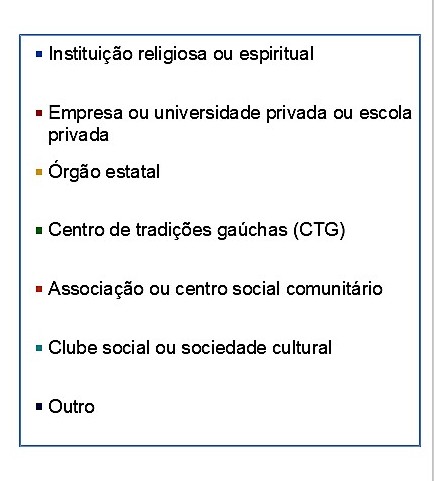 Instituição religiosa ou espiritual
Empresa ou universidade privada ou escola
privada
Órgão estatal
Centro de tradições gaúchas (CTG)
Associação ou centro social comunitário
Clube social ou sociedade cultural
Outro